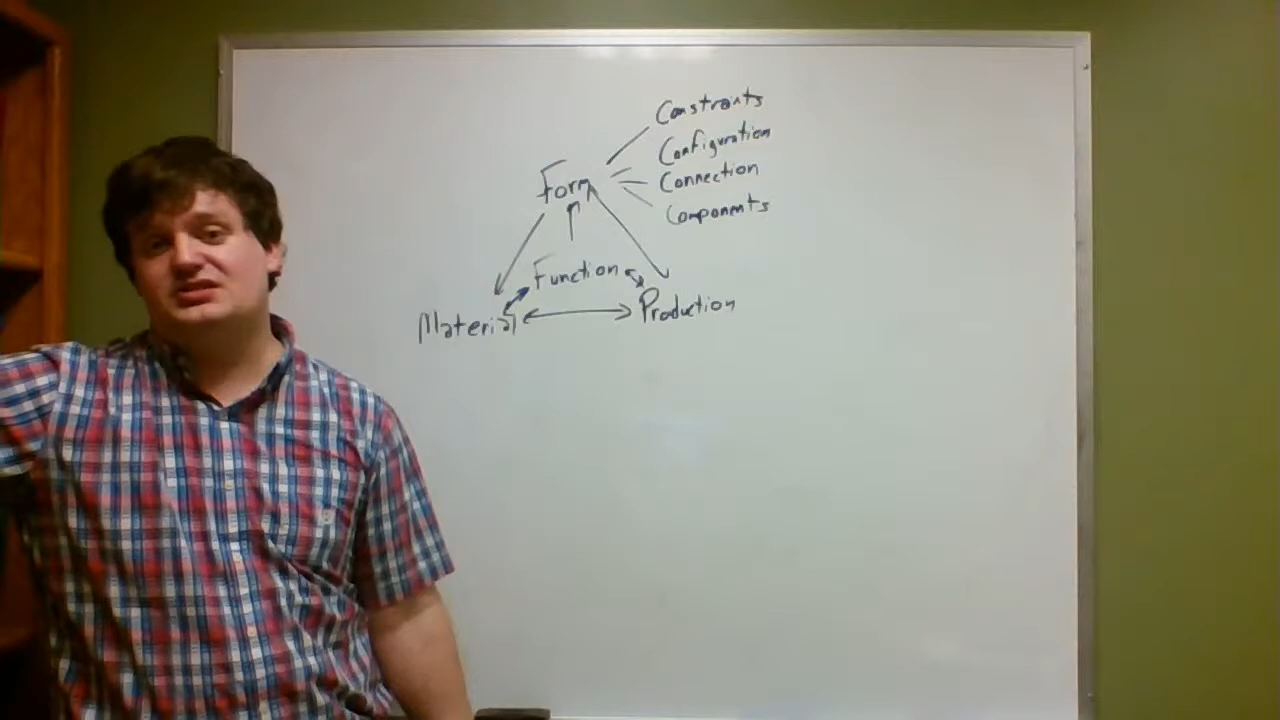 Constraints
Configuration
Connection
Components
Form
Function
Material
Production